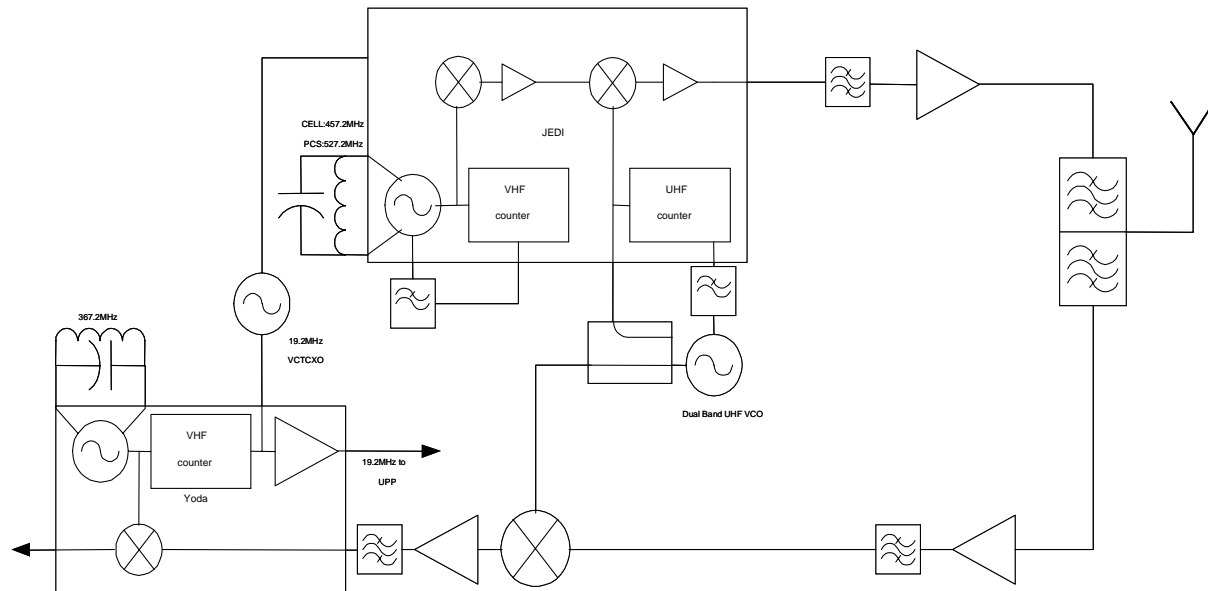 CELL:457.2MHz
PCS:527.2MHz
JEDI
VHF
counter
UHF
counter
367.2MHz
19.2MHz
VCTCXO
Dual Band UHF VCO
VHF
counter
Yoda
19.2MHz to
UPP